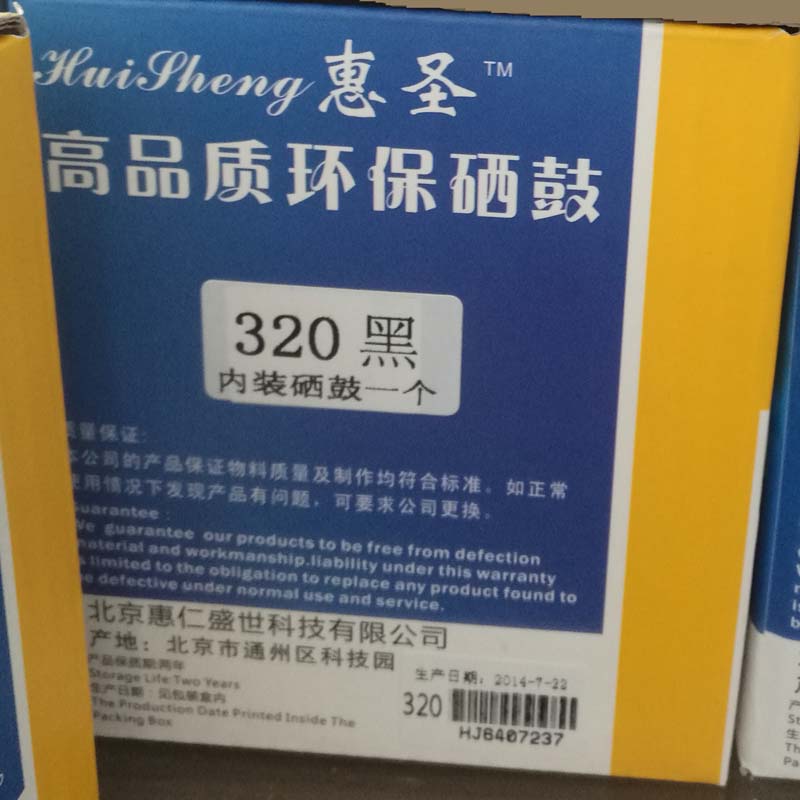 HuiSheng 惠圣 TM
高品质环保硒鼓
320 黑
内装硒鼓一个
质量保证:
本公司的产品保证物料质量及制作均符合标准。如正常
使用情况下发现产品有问题,可要求公司更换。
Guarantee:
We guarantee our products to be free from defection
material and workmanship.liability under this warranty
is limited to the obligation to replace any product found to
be defective under normal use and service.
北京惠仁盛世科技有限公司
产地:北京市通州区科技园
产品保质期:两年
Storage Life:Two Years
生产日期:见包装盒内
The Production Date Printed Inside The
Packing Box
生产日期: 2014-7-22
320
HJ6407237